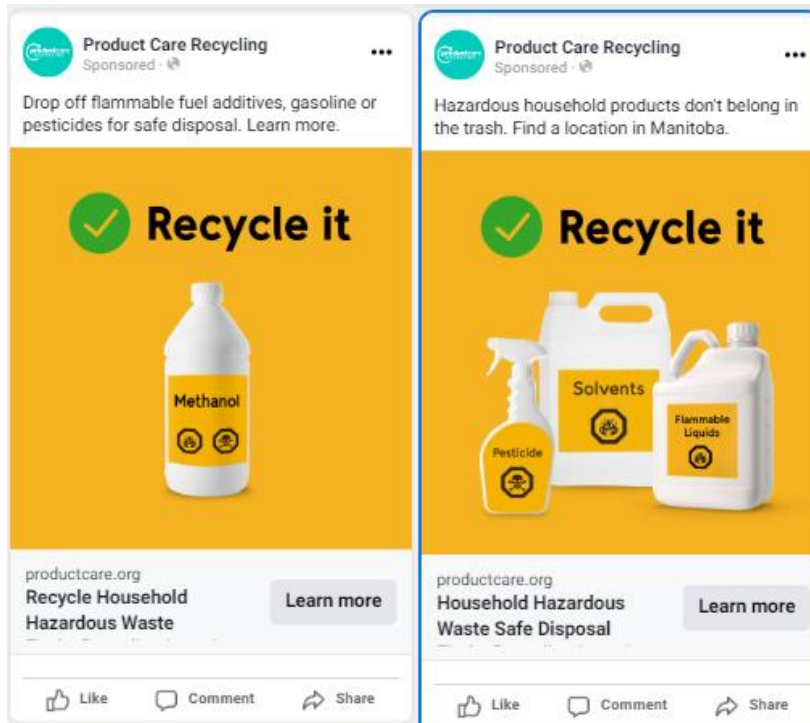 Product Care Recycling
Sponsored ·
Drop off flammable fuel additives, gasoline or
pesticides for safe disposal. Learn more.
Recycle it
Methanol
productcare.org
Recycle Household
Hazardous Waste
Learn more
Like
Comment
Share
Product Care Recycling
Sponsored ·
Hazardous household products don't belong in
the trash. Find a location in Manitoba.
Recycle it
Solvents
Pesticide
Flammable
Liquids
productcare.org
Household Hazardous
Waste Safe Disposal
Learn more
Like
Comment
Share